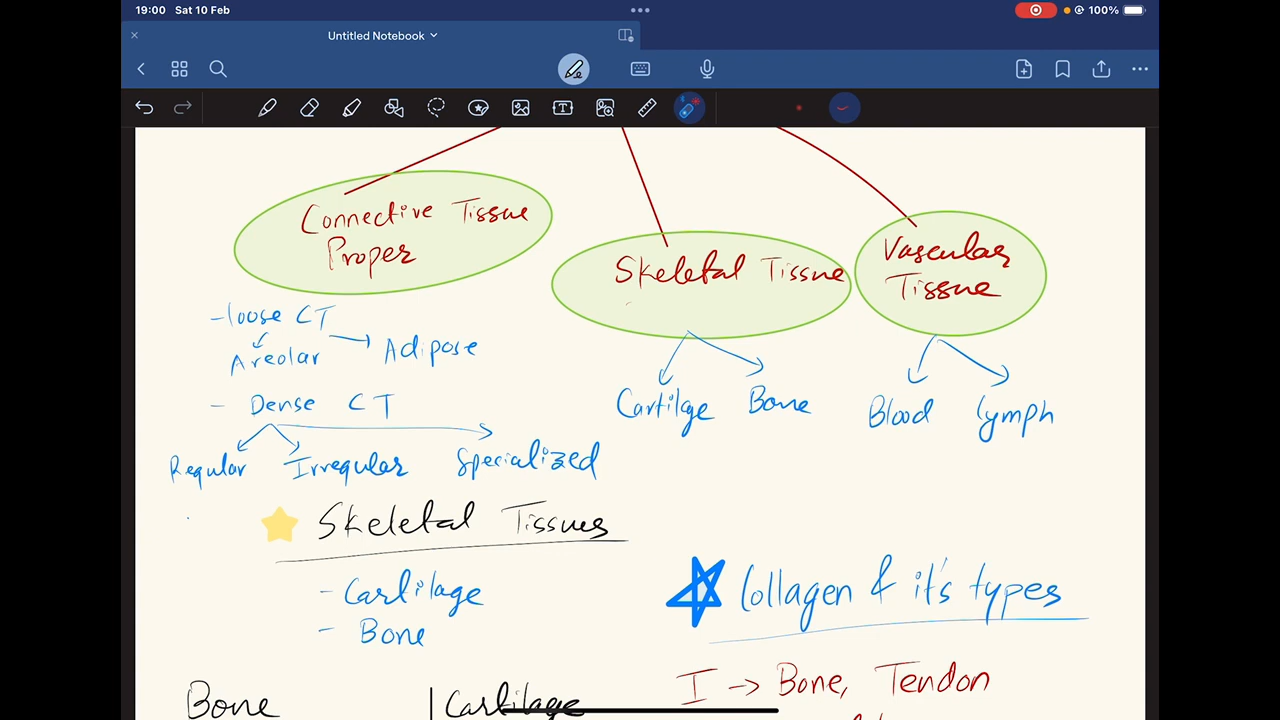 19:00 Sat 10 Feb
100%
Untitled Notebook
Connective Tissue
Proper
Skeletal Tissue
Vascular
Tissue
- loose CT
Areolar
Adipose
- Dense CT
Regular Irregular Specialized
Cartilge Bone
Blood lymph
Skeletal Tissues
- Cartilage
- Bone
Collagen & it's types
I -> Bone, Tendon
Bone | Cartilage